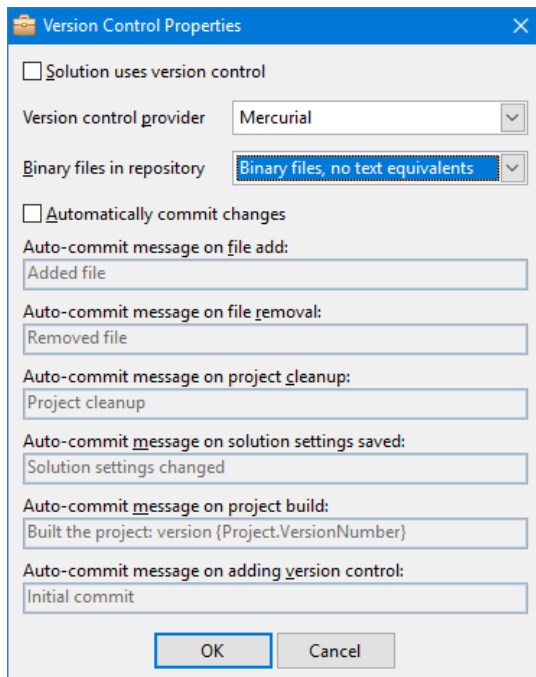 Version Control Properties
Solution uses version control
Version control provider Mercurial
Binary files in repository Binary files, no text equivalents
Automatically commit changes
Auto-commit message on file add:
Added file
Auto-commit message on file removal:
Removed file
Auto-commit message on project cleanup:
Project cleanup
Auto-commit message on solution settings saved:
Solution settings changed
Auto-commit message on project build:
Built the project: version {Project.VersionNumber}
Auto-commit message on adding version control:
Initial commit
OK Cancel